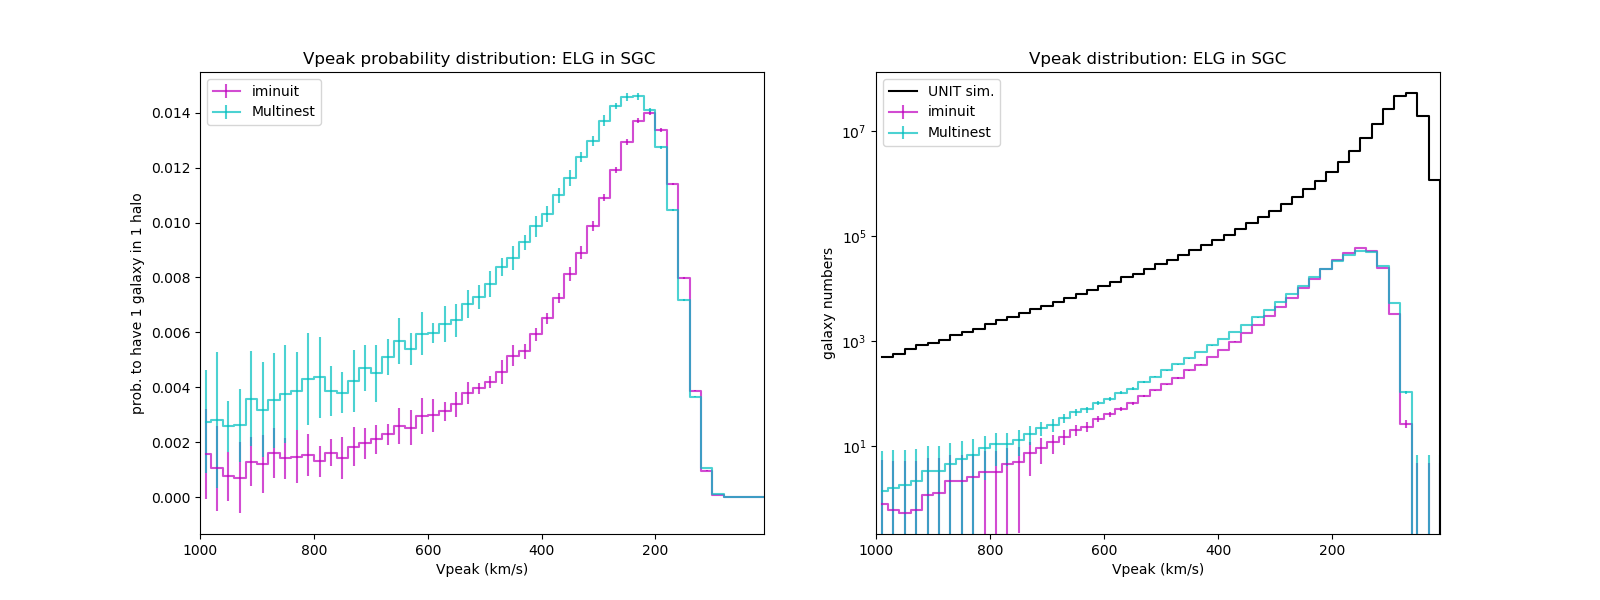 Vpeak probability distribution: ELG in SGC
iminuit
Multinest
prob. to have 1 galaxy in 1 halo
0.014
0.012
0.010
0.008
0.006
0.004
0.002
0.000
1000 800 600 400 200
Vpeak (km/s)
Vpeak distribution: ELG in SGC
UNIT sim.
iminuit
Multinest
galaxy numbers
10^7
10^5
10^3
10^1
1000 800 600 400 200
Vpeak (km/s)